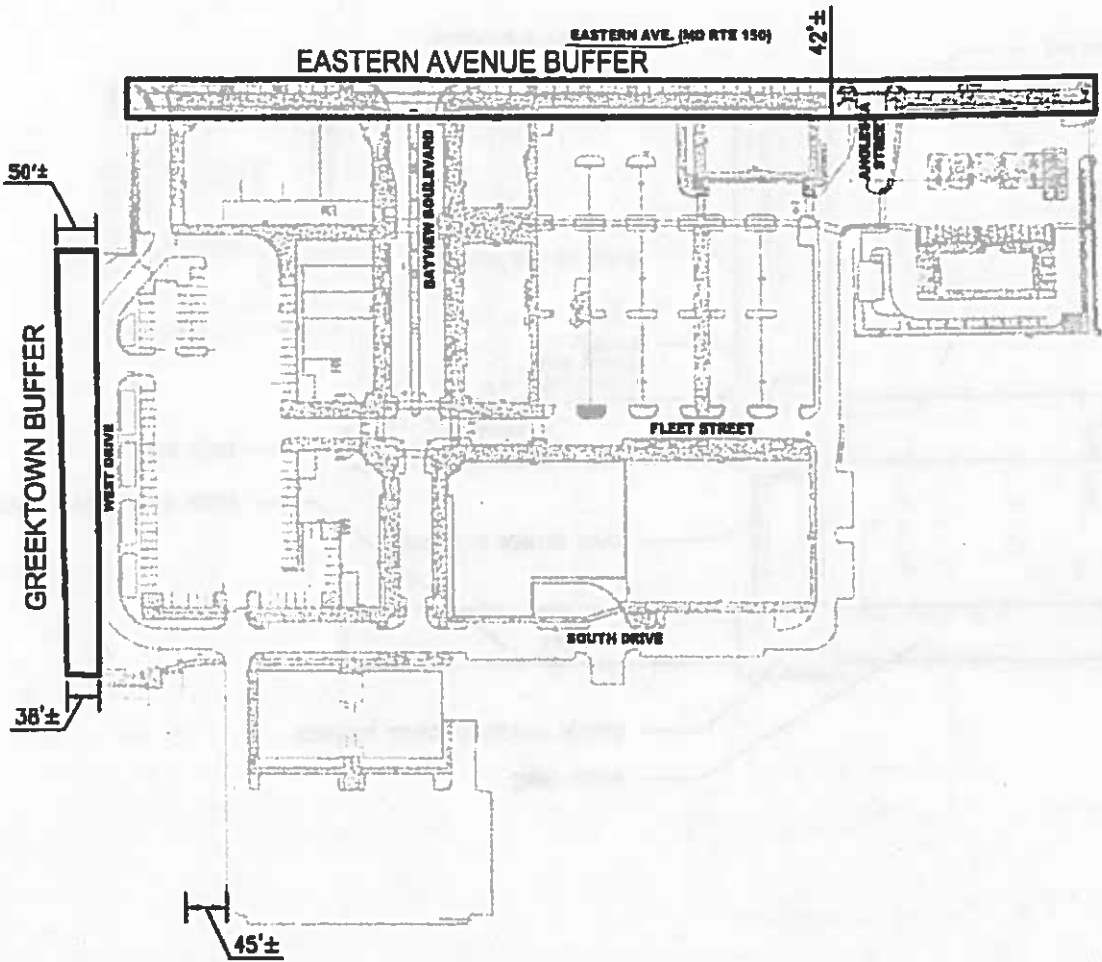 EASTERN AVE. (MD RTE 150)
42'±
EASTERN AVENUE BUFFER
ANGLESEA STREET
50'±
BAYVIEW BOULEVARD
GREEKTOWN BUFFER
WEST DRIVE
FLEET STREET
SOUTH DRIVE
38'±
45'±